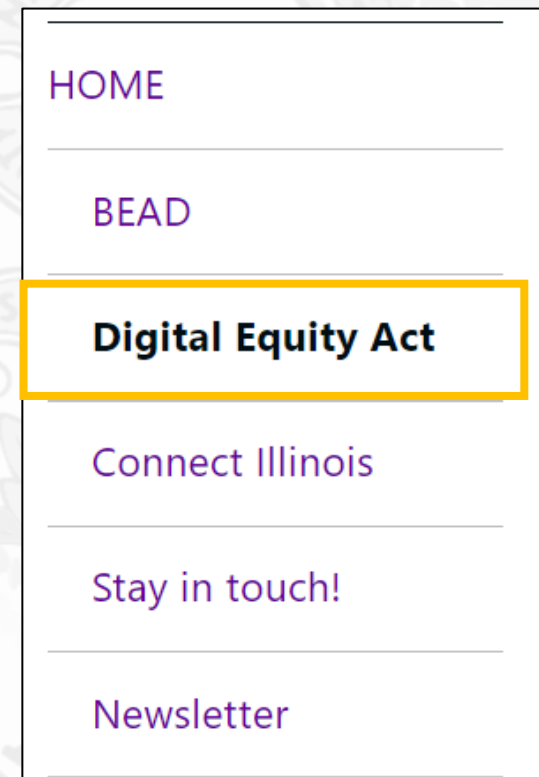 HOME
BEAD
Digital Equity Act
Connect Illinois
Stay in touch!
Newsletter